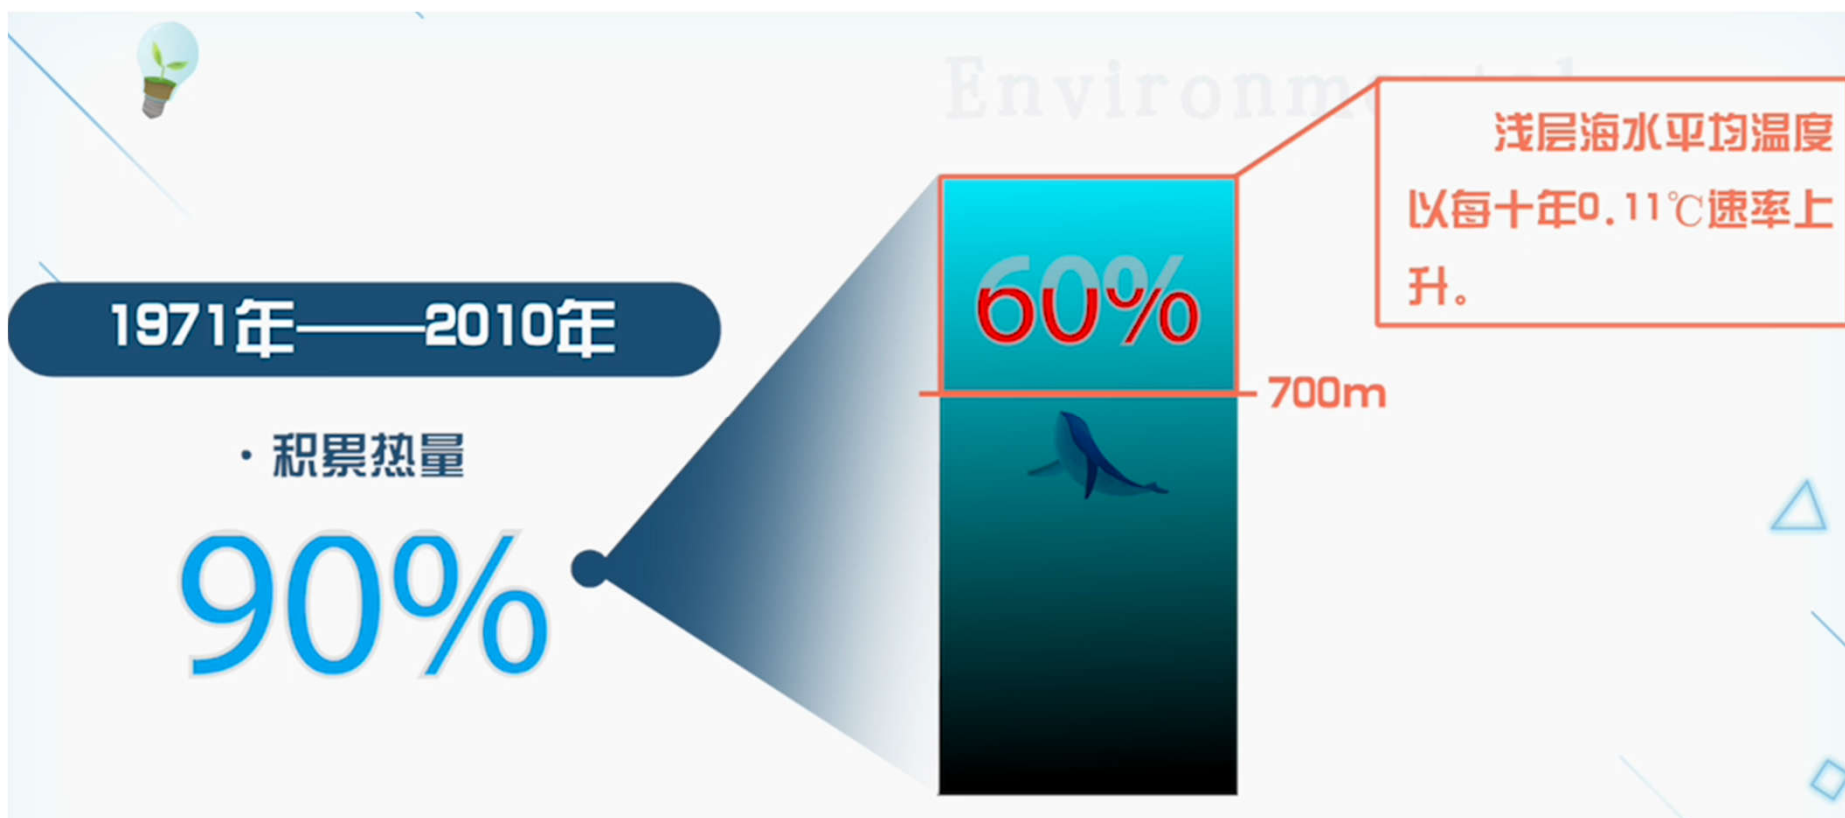 Environmental
浅层海水平均温度
以每十年0.11℃速率上
升。
60%
1971年——2010年
700m
·积累热量
90%